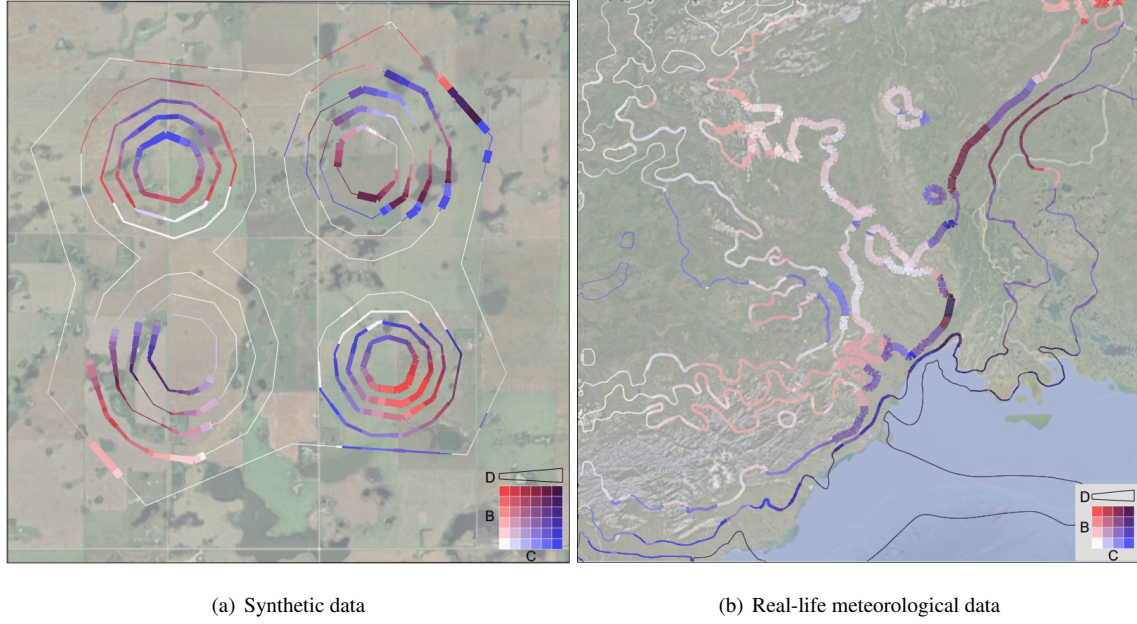 D
B
C
D
B
C
(a) Synthetic data
(b) Real-life meteorological data